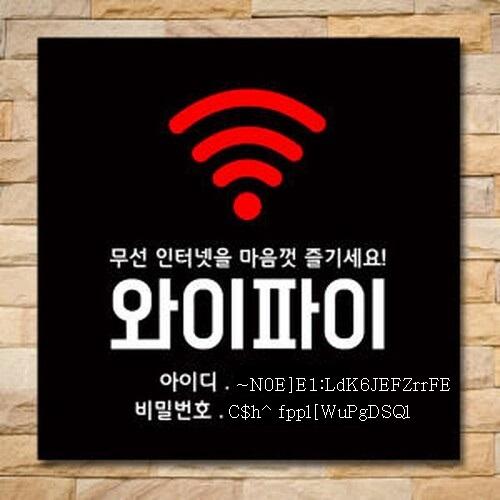 무선 인터넷을 마음껏 즐기세요!
와이파이
아이디 . ~N0E]E1:LdK6JEFZrrFE
비밀번호 . C$h^ fppl[WuPgDSQl